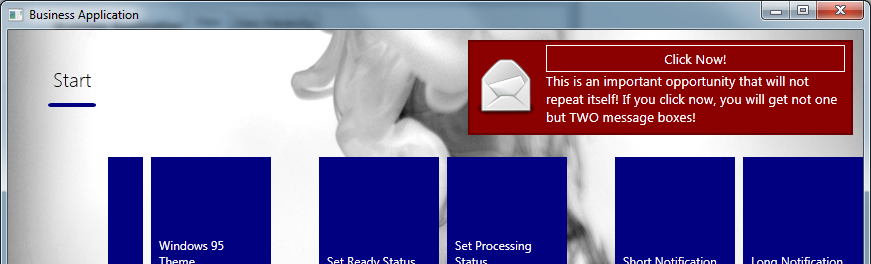 Business Application
Click Now!
This is an important opportunity that will not
repeat itself! If you click now, you will get not one
but TWO message boxes!
Start
Windows 95
Theme
Set Ready Status
Set Processing
Status
Short Notification
Long Notification